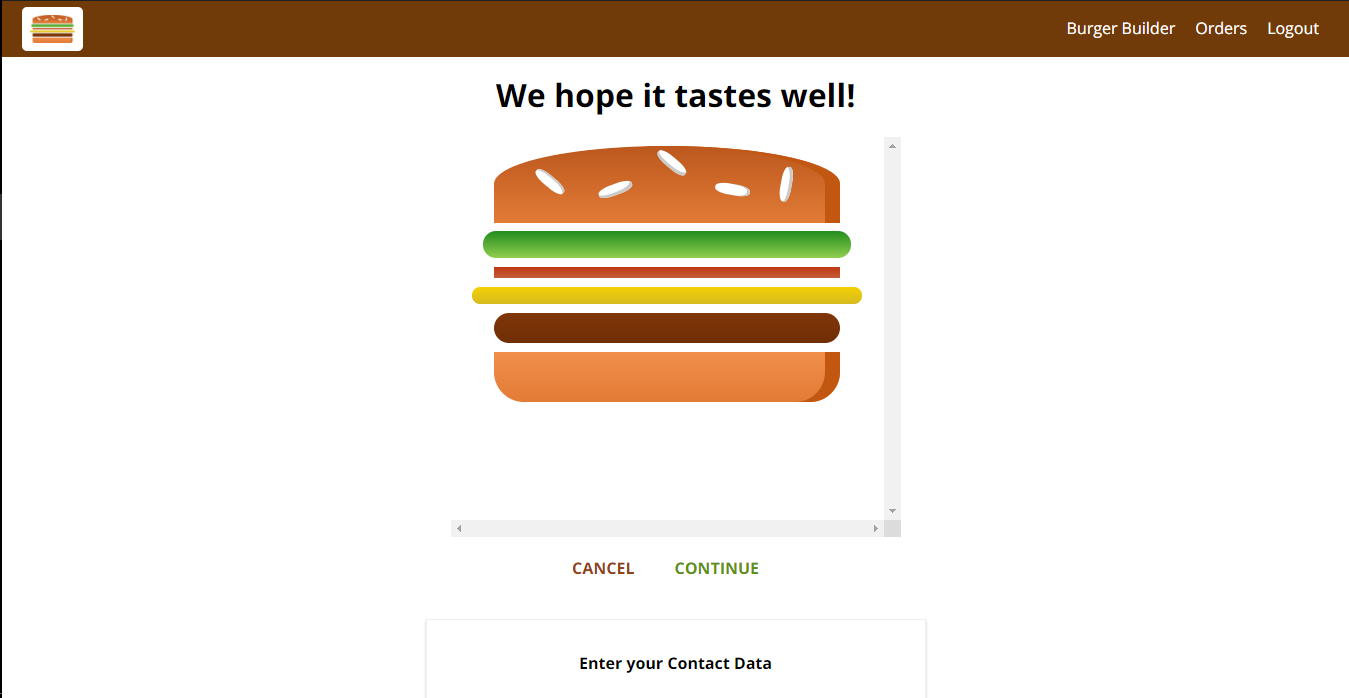 Burger Builder Orders Logout
We hope it tastes well!
CANCEL CONTINUE
Enter your Contact Data